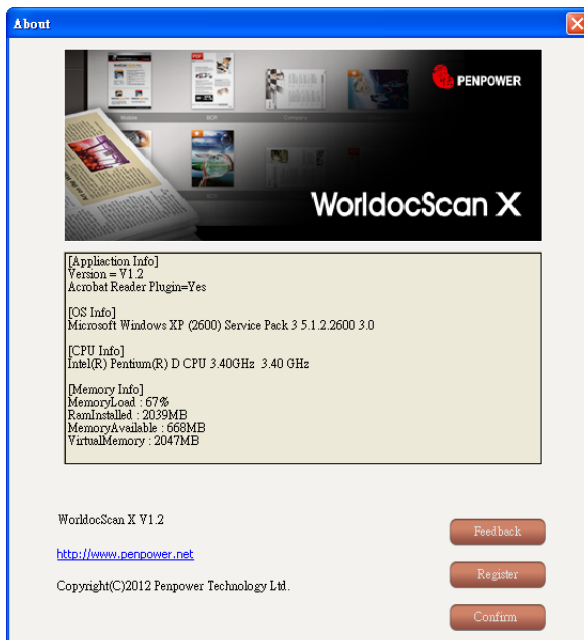 About
PENPOWER
Mobile
BCR
Company
WorldocScan X
[Appliaction Info]
Version = V1.2
Acrobat Reader Plugin=Yes
[OS Info]
Microsoft Windows XP (2600) Service Pack 3 5.1.2.2600 3.0
[CPU Info]
Intel(R) Pentium(R) D CPU 3.40GHz  3.40 GHz
[Memory Info]
MemoryLoad : 67%
RamInstalled : 2039MB
MemoryAvailable : 668MB
VirtualMemory : 2047MB
WorldocScan X V1.2
http://www.penpower.net
Copyright(C)2012 Penpower Technology Ltd.
Feedback
Register
Confirm